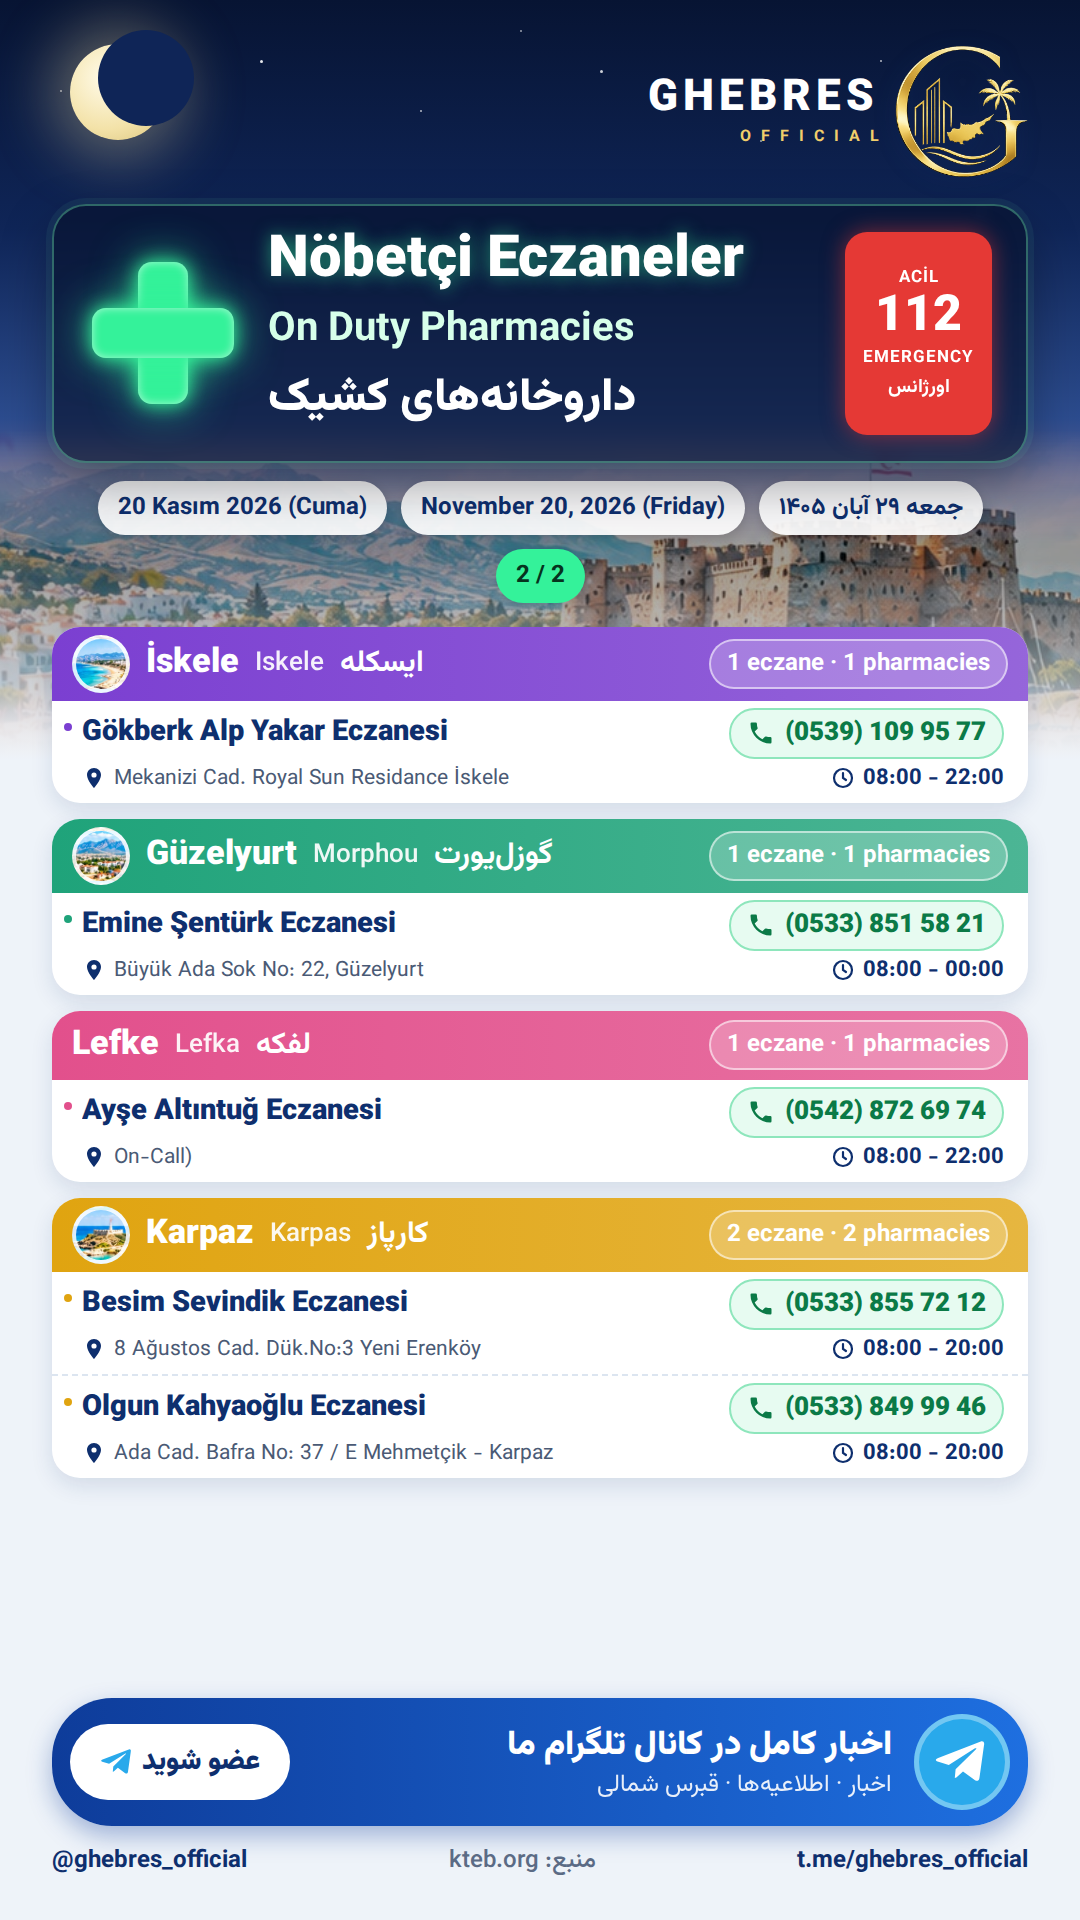 GHEBRES
OFFICIAL
Nöbetçi Eczaneler
On Duty Pharmacies
داروخانه‌های کشیک
ACİL
112
EMERGENCY
اورژانس
20 Kasım 2026 (Cuma)
November 20, 2026 (Friday)
جمعه ۲۹ آبان ۱۴۰۵
2 / 2
İskele Iskele ایسکله
1 eczane · 1 pharmacies
Gökberk Alp Yakar Eczanesi
(0539) 109 95 77
Mekanizi Cad. Royal Sun Residance İskele
08:00 - 22:00
Güzelyurt Morphou گوزل‌یورت
1 eczane · 1 pharmacies
Emine Şentürk Eczanesi
(0533) 851 58 21
Büyük Ada Sok No: 22, Güzelyurt
08:00 - 00:00
Lefke Lefka لفکه
1 eczane · 1 pharmacies
Ayşe Altıntuğ Eczanesi
(0542) 872 69 74
On-Call)
08:00 - 22:00
Karpaz Karpas کارپاز
2 eczane · 2 pharmacies
Besim Sevindik Eczanesi
(0533) 855 72 12
8 Ağustos Cad. Dük.No:3 Yeni Erenköy
08:00 - 20:00
Olgun Kahyaoğlu Eczanesi
(0533) 849 99 46
Ada Cad. Bafra No: 37 / E Mehmetçik - Karpaz
08:00 - 20:00
اخبار کامل در کانال تلگرام ما
اخبار · اطلاعیه‌ها · قبرس شمالی
عضو شوید
@ghebres_official
منبع: kteb.org
t.me/ghebres_official